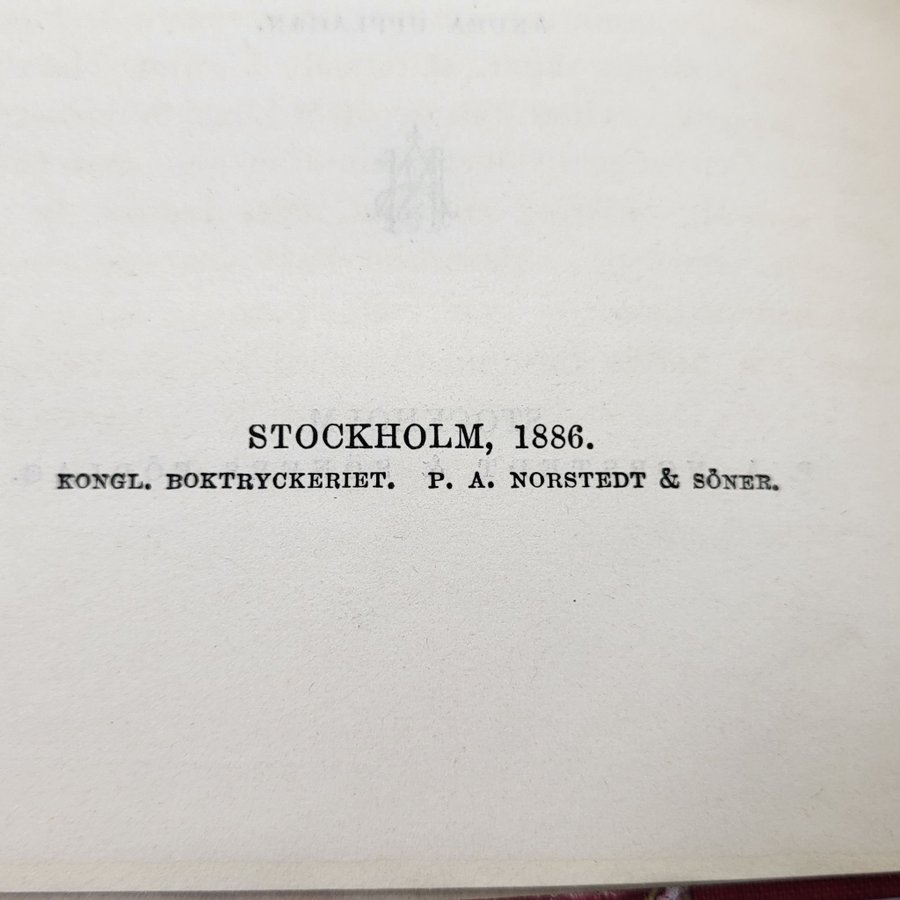 STOCKHOLM, 1886.
KONGL. BOKTRYCKERIET. P. A. NORSTEDT & SÖNER.